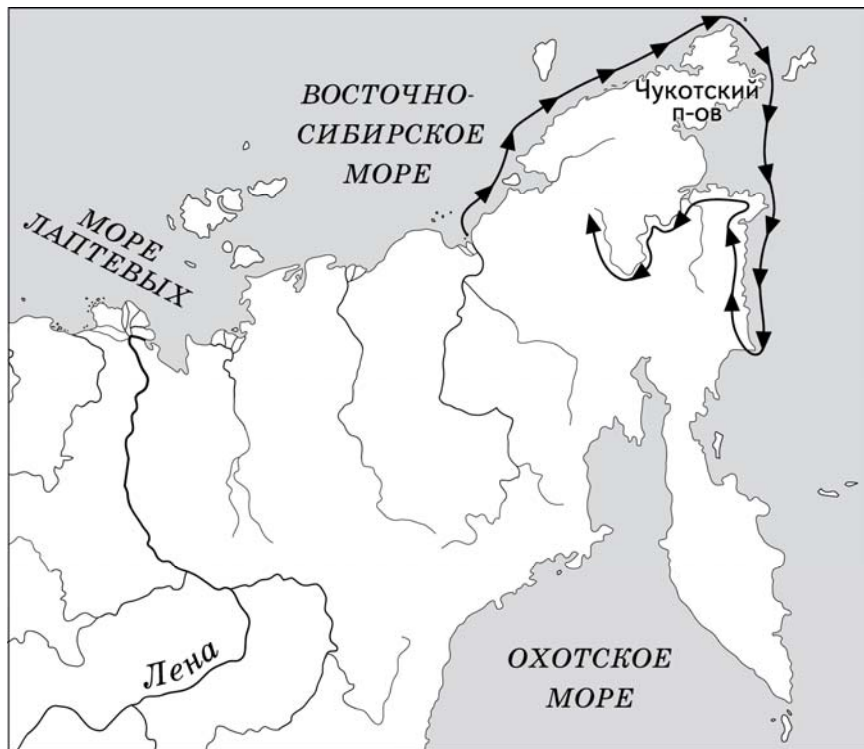 ВОСТОЧНО-
СИБИРСКОЕ
МОРЕ
Чукотский
п-ов
МОРЕ
ЛАПТЕВЫХ
Лена
ОХОТСКОЕ
МОРЕ